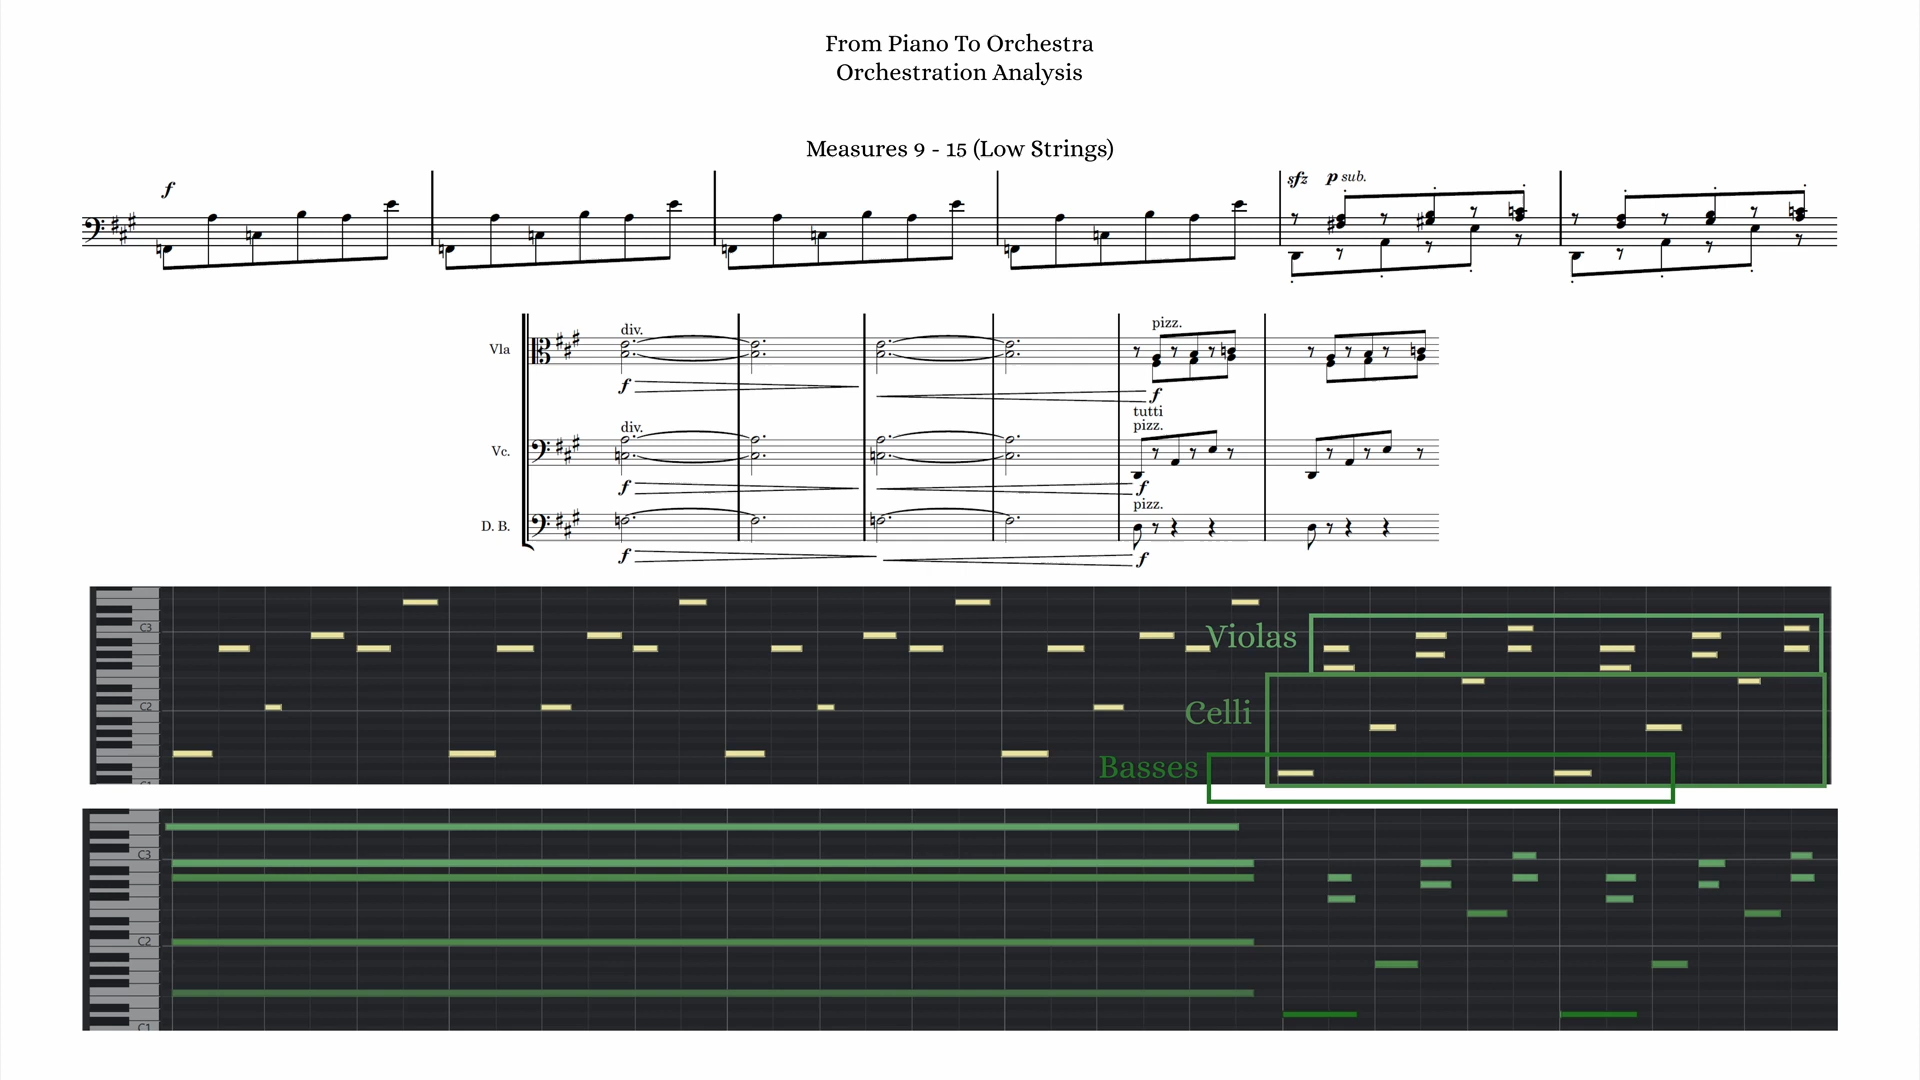 From Piano To Orchestra
Orchestration Analysis
Measures 9 - 15 (Low Strings)
f
sfz p sub.
div.
pizz.
Vla
f
f
tutti
div.
pizz.
Vc.
f
f
pizz.
D. B.
f
f
C3
Violas
C2
Celli
Basses
C1
C3
C2
C1